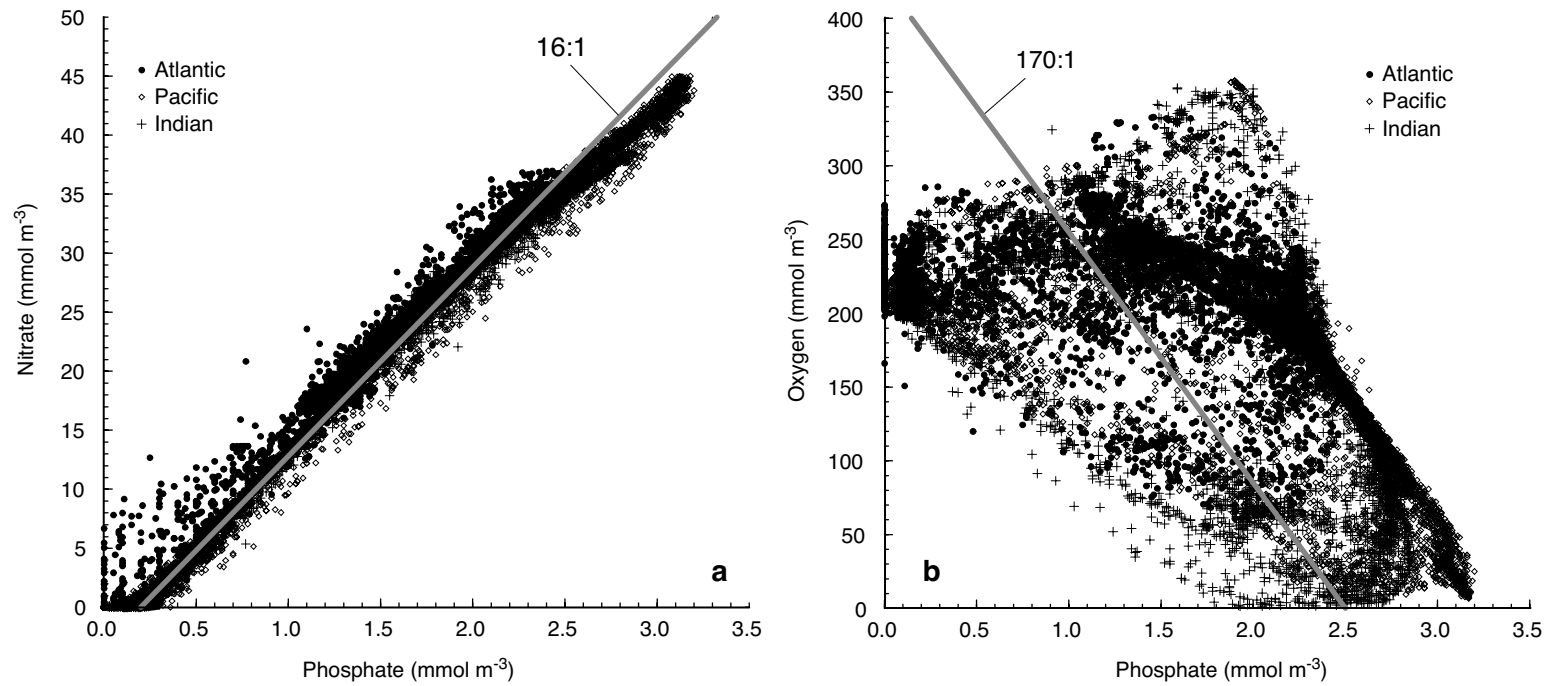 50
45
40
35
30
25
20
15
10
5
0
Nitrate (mmol m-3)
16:1
Atlantic
Pacific
Indian
a
0.0 0.5 1.0 1.5 2.0 2.5 3.0 3.5
Phosphate (mmol m-3)
400
350
300
250
200
150
100
50
0
Oxygen (mmol m-3)
170:1
Atlantic
Pacific
Indian
b
0.0 0.5 1.0 1.5 2.0 2.5 3.0 3.5
Phosphate (mmol m-3)